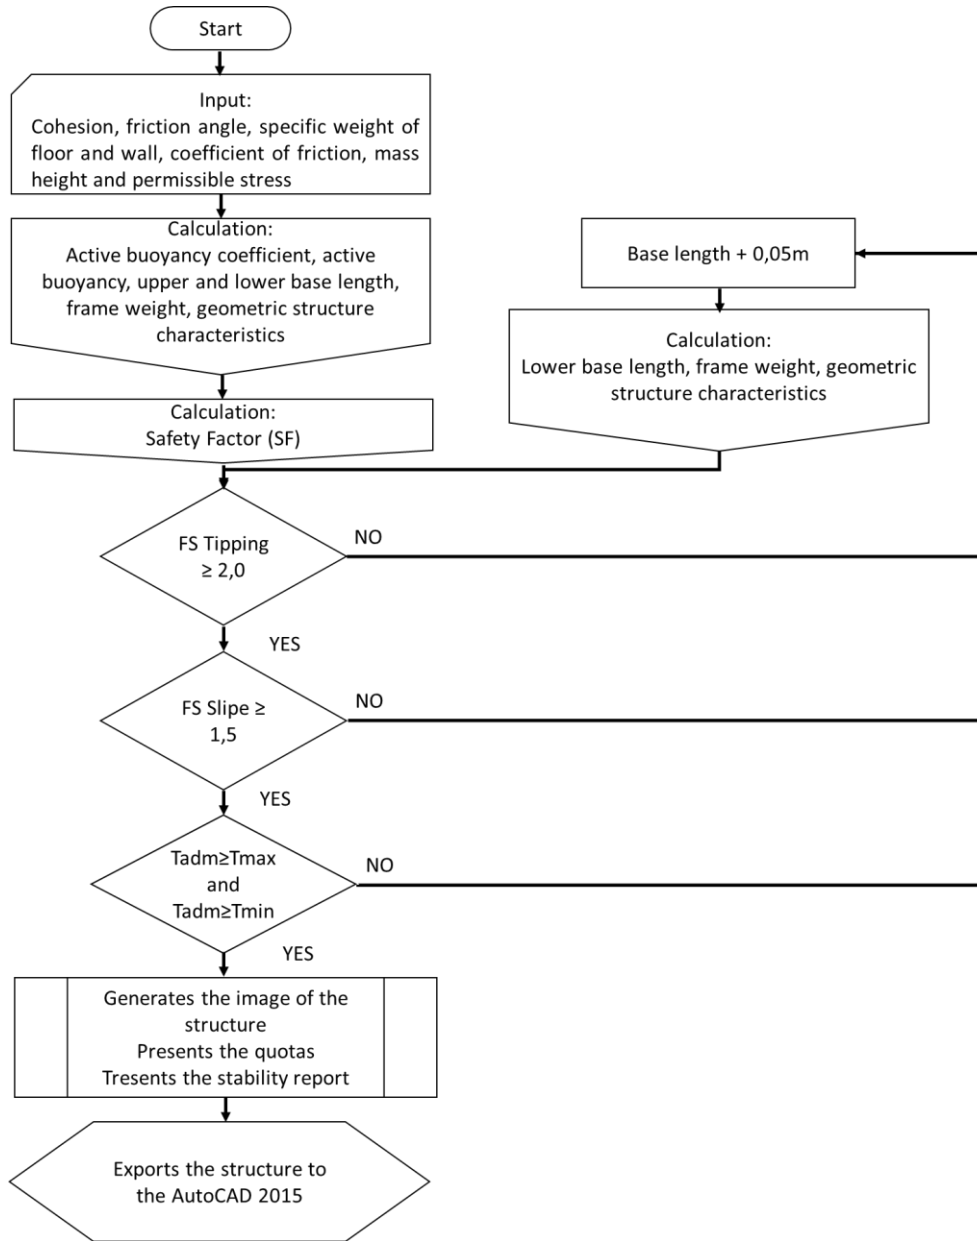 Start
Input:
Cohesion, friction angle, specific weight of
floor and wall, coefficient of friction, mass
height and permissible stress
Calculation:
Active buoyancy coefficient, active
buoyancy, upper and lower base length,
frame weight, geometric structure
characteristics
Calculation:
Safety Factor (SF)
Base length + 0,05m
Calculation:
Lower base length, frame weight, geometric
structure characteristics
FS Tipping
≥ 2,0
NO
YES
FS Slipe ≥
1,5
NO
YES
Tadm≥Tmax
and
Tadm≥Tmin
NO
YES
Generates the image of the
structure
Presents the quotas
Tresents the stability report
Exports the structure to
the AutoCAD 2015